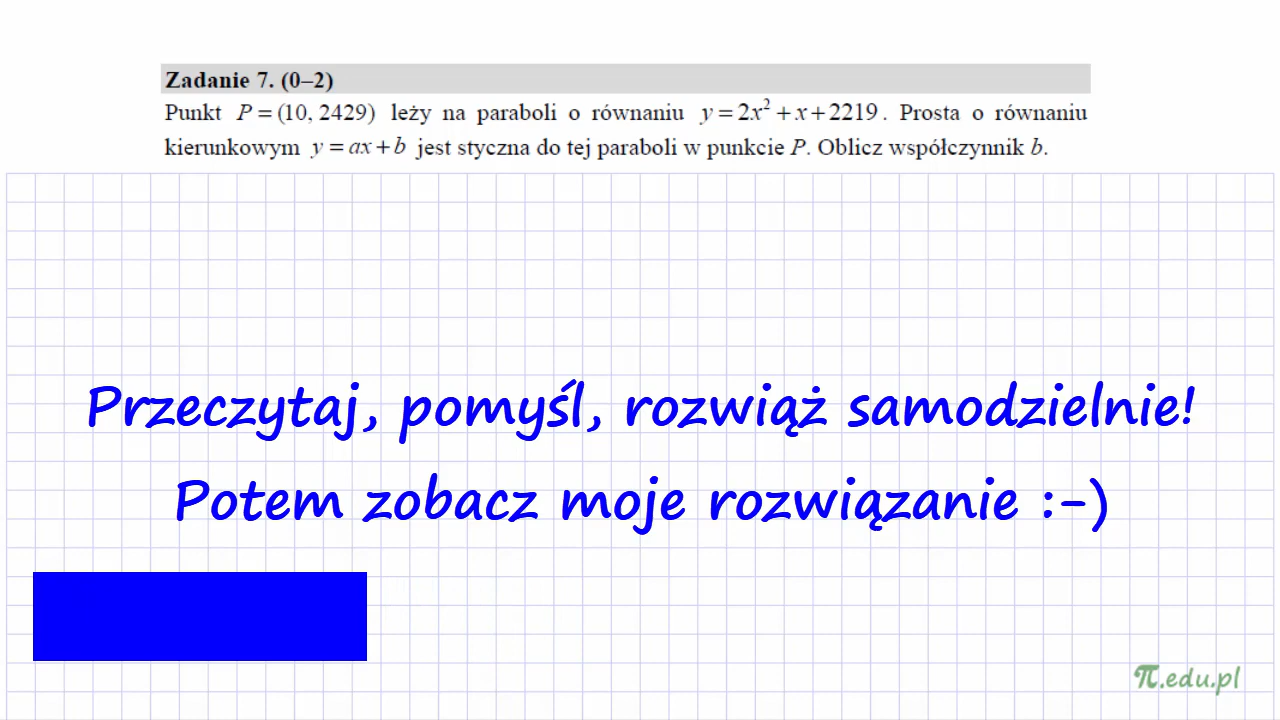 Zadanie 7. (0–2)
Punkt P = (10, 2429) leży na paraboli o równaniu y = 2x² + x + 2219. Prosta o równaniu
kierunkowym y = ax + b jest styczna do tej paraboli w punkcie P. Oblicz współczynnik b.
Przeczytaj, pomyśl, rozwiąż samodzielnie!
Potem zobacz moje rozwiązanie :-)
π.edu.pl